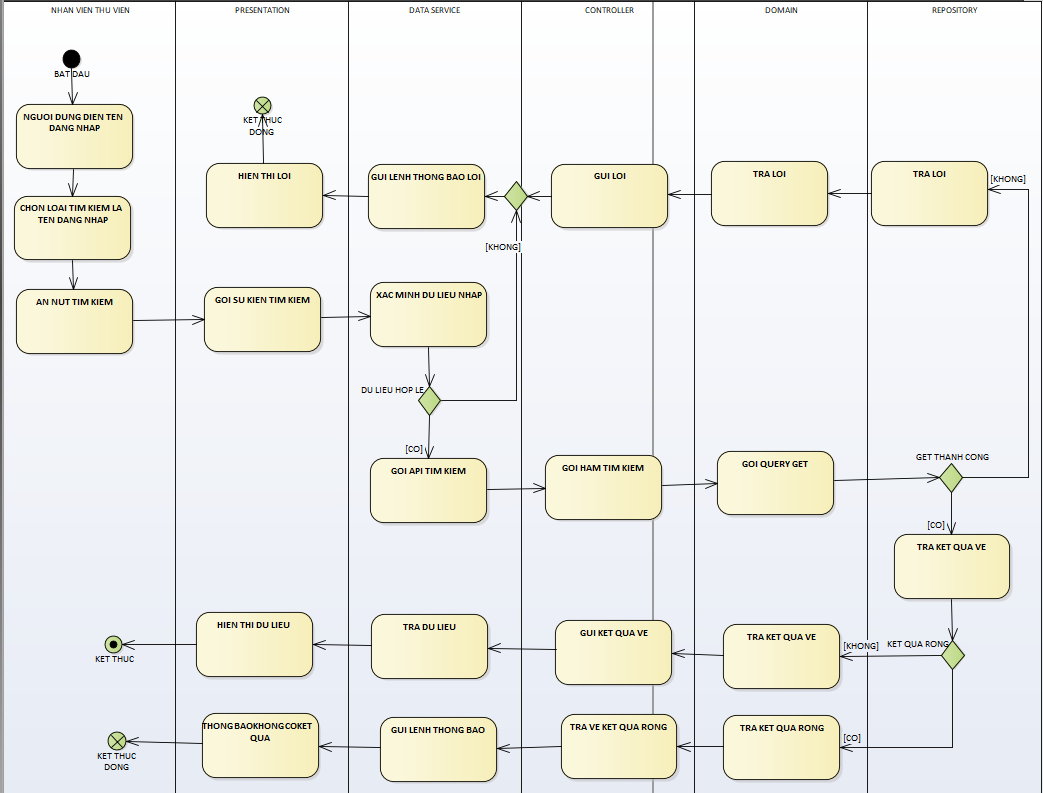 NHAN VIEN THU VIEN
PRESENTATION
DATA SERVICE
CONTROLLER
DOMAIN
REPOSITORY
BAT DAU
NGUOI DUNG DIEN TEN
DANG NHAP
KET THUC
DONG
HIEN THI LOI
GUI LENH THONG BAO LOI
GUI LOI
TRA LOI
TRA LOI
[KHONG]
CHON LOAI TIM KIEM LA
TEN DANG NHAP
[KHONG]
AN NUT TIM KIEM
GOI SU KIEN TIM KIEM
XAC MINH DU LIEU NHAP
DU LIEU HOP LE
[CO]
GOI API TIM KIEM
GOI HAM TIM KIEM
GOI QUERY GET
GET THANH CONG
[CO]
TRA KET QUA VE
HIEN THI DU LIEU
TRA DU LIEU
GUI KET QUA VE
TRA KET QUA VE
[KHONG]
KET QUA RONG
KET THUC
THONG BAOKHONG COKET
QUA
GUI LENH THONG BAO
TRA VE KET QUA RONG
TRA KET QUA RONG
[CO]
KET THUC
DONG